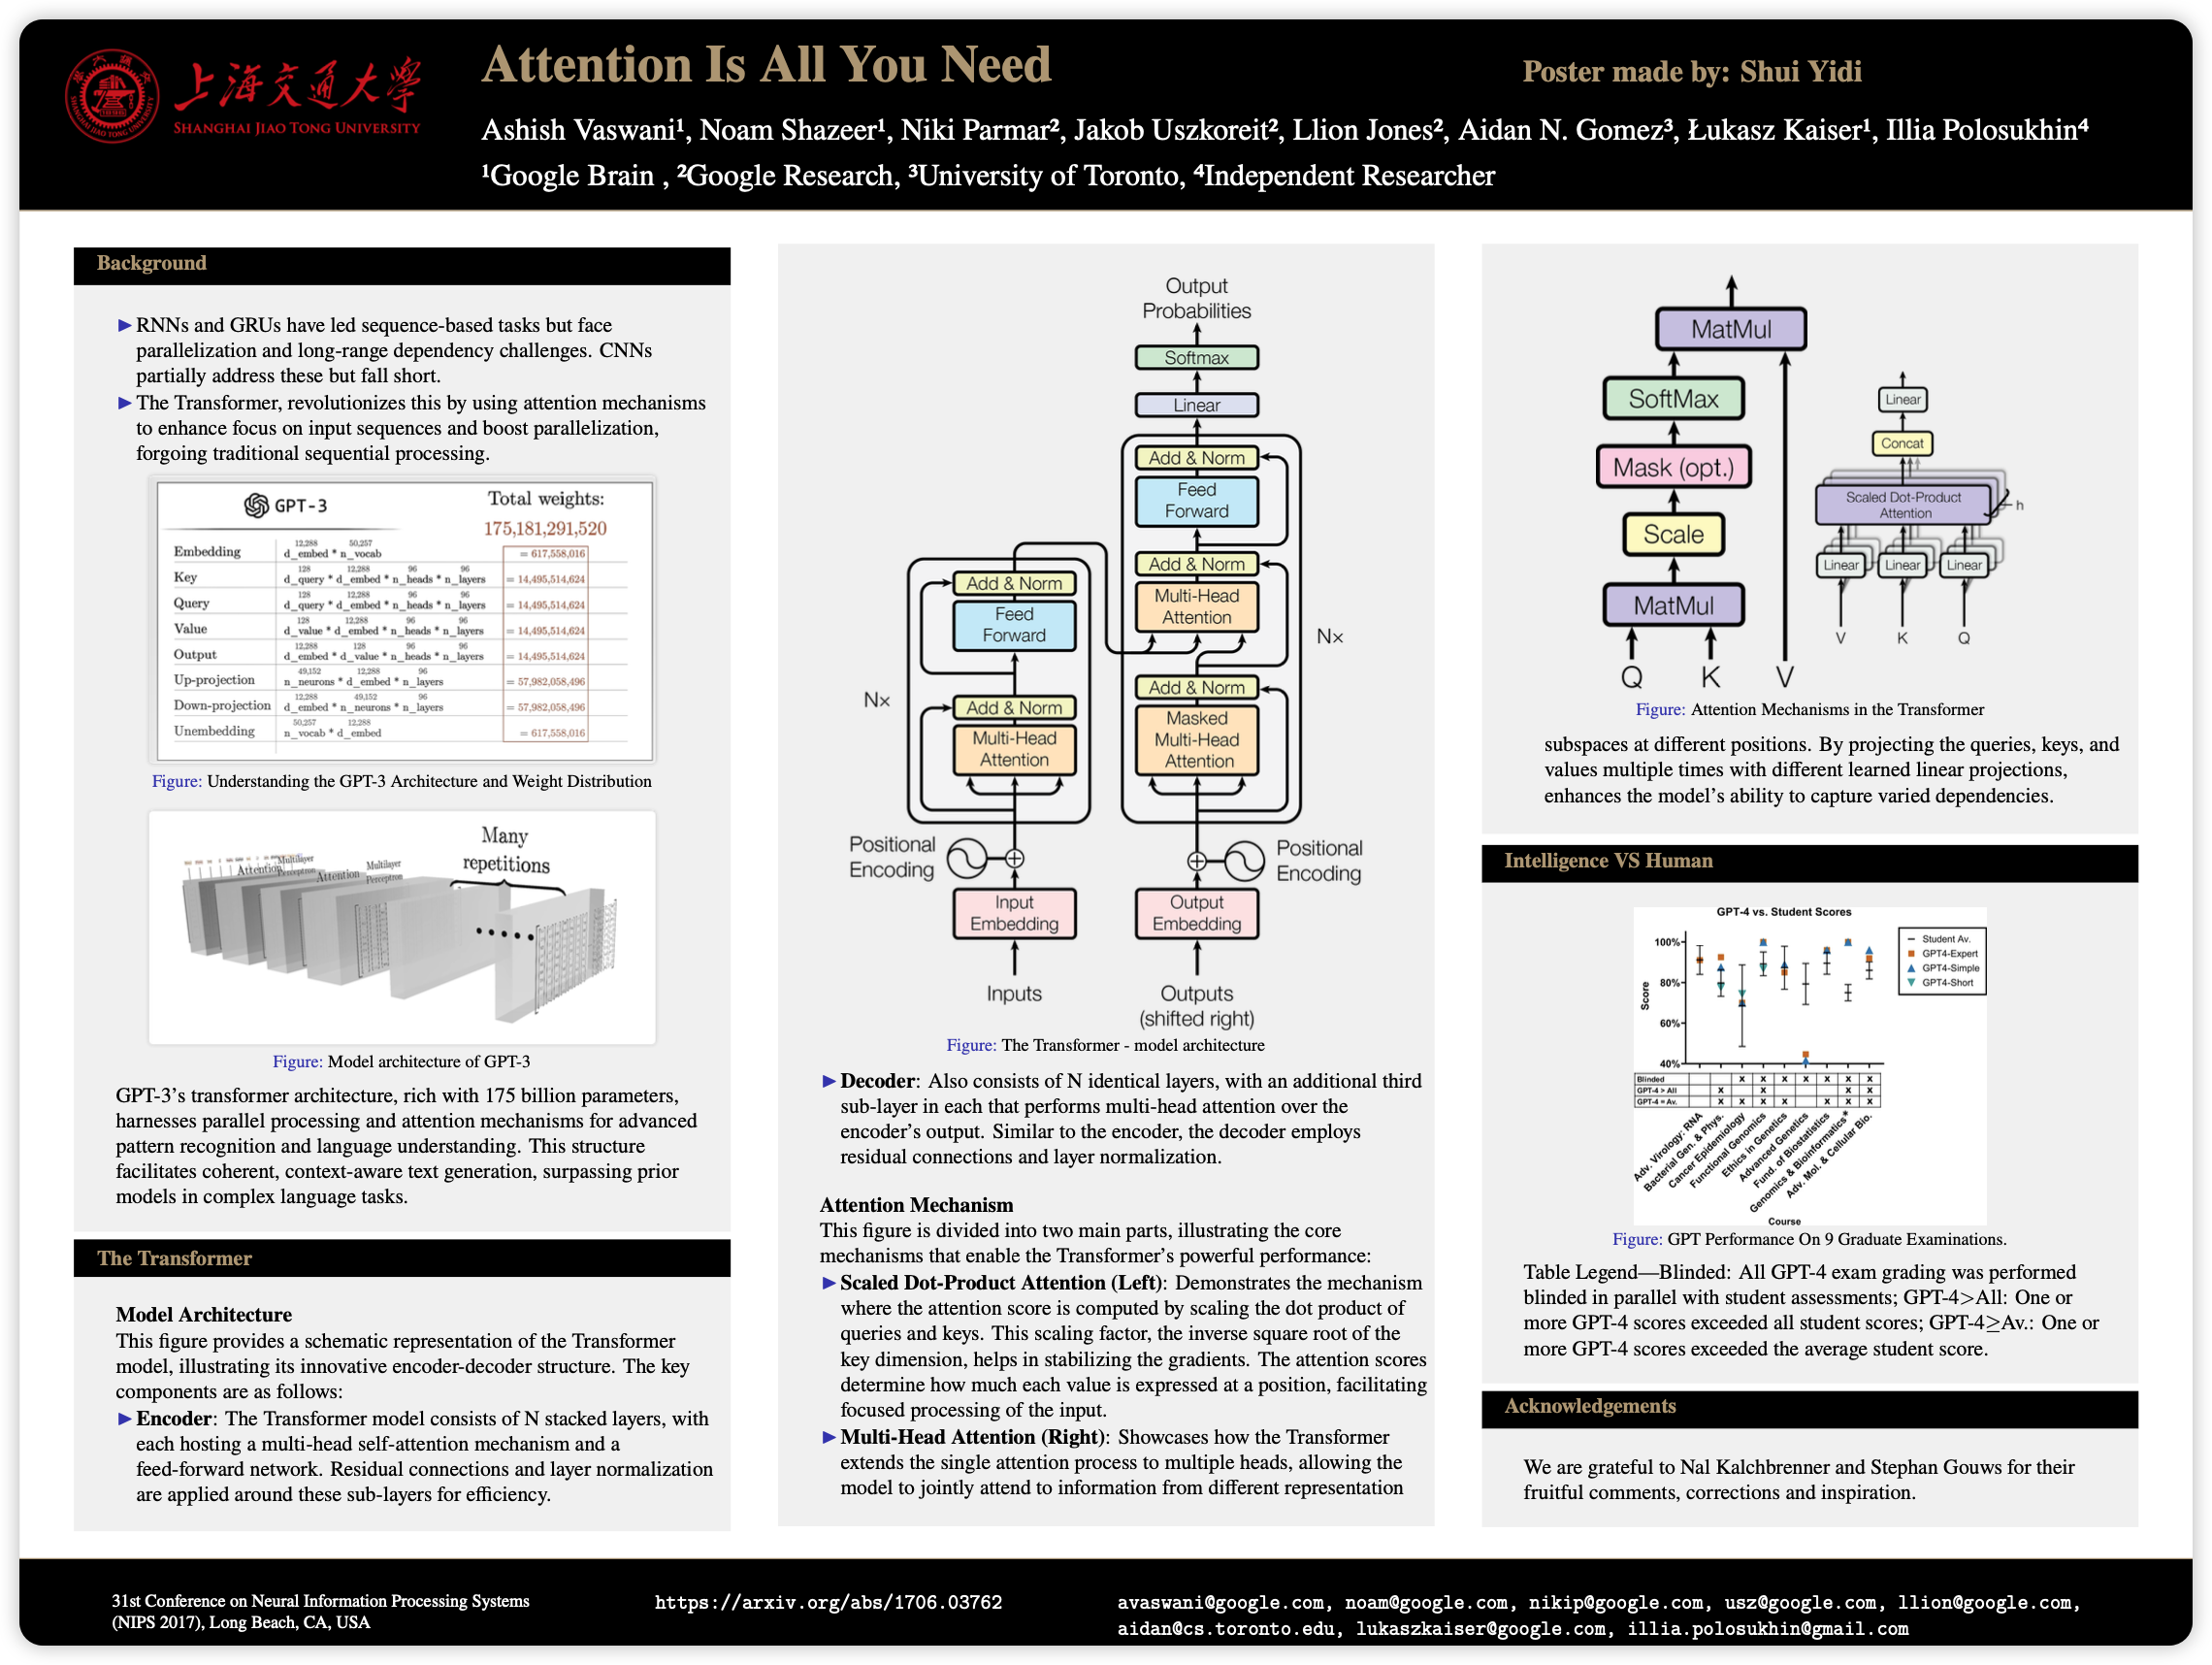 上海交通大學
SHANGHAI JIAO TONG UNIVERSITY
Attention Is All You Need
Poster made by: Shui Yidi
Ashish Vaswani¹, Noam Shazeer¹, Niki Parmar², Jakob Uszkoreit², Llion Jones², Aidan N. Gomez³, Łukasz Kaiser¹, Illia Polosukhin⁴
¹Google Brain , ²Google Research, ³University of Toronto, ⁴Independent Researcher
Background
▶ RNNs and GRUs have led sequence-based tasks but face
parallelization and long-range dependency challenges. CNNs
partially address these but fall short.
▶ The Transformer, revolutionizes this by using attention mechanisms
to enhance focus on input sequences and boost parallelization,
forgoing traditional sequential processing.
GPT-3
Total weights:
175,181,291,520
12,288 50,257
Embedding d_embed * n_vocab = 617,558,016
128 12,288 96 96
Key d_query * d_embed * n_heads * n_layers = 14,495,514,624
128 12,288 96 96
Query d_query * d_embed * n_heads * n_layers = 14,495,514,624
128 12,288 96 96
Value d_value * d_embed * n_heads * n_layers = 14,495,514,624
12,288 128 96 96
Output d_embed * d_value * n_heads * n_layers = 14,495,514,624
49,152 12,288 96
Up-projection n_neurons * d_embed * n_layers = 57,982,058,496
12,288 49,152 96
Down-projection d_embed * n_neurons * n_layers = 57,982,058,496
50,257 12,288
Unembedding n_vocab * d_embed = 617,558,016
Figure: Understanding the GPT-3 Architecture and Weight Distribution
Many
repetitions
Attention
Multilayer
Perceptron
Attention
Multilayer
Perceptron
Figure: Model architecture of GPT-3
GPT-3's transformer architecture, rich with 175 billion parameters,
harnesses parallel processing and attention mechanisms for advanced
pattern recognition and language understanding. This structure
facilitates coherent, context-aware text generation, surpassing prior
models in complex language tasks.
The Transformer
Model Architecture
This figure provides a schematic representation of the Transformer
model, illustrating its innovative encoder-decoder structure. The key
components are as follows:
▶ Encoder: The Transformer model consists of N stacked layers, with
each hosting a multi-head self-attention mechanism and a
feed-forward network. Residual connections and layer normalization
are applied around these sub-layers for efficiency.
Output
Probabilities
Softmax
Linear
Add & Norm
Feed
Forward
Add & Norm
Multi-Head
Attention
Add & Norm
Masked
Multi-Head
Attention
Nx
Add & Norm
Feed
Forward
Add & Norm
Multi-Head
Attention
Nx
Positional
Encoding
Positional
Encoding
Input
Embedding
Output
Embedding
Inputs
Outputs
(shifted right)
Figure: The Transformer - model architecture
▶ Decoder: Also consists of N identical layers, with an additional third
sub-layer in each that performs multi-head attention over the
encoder's output. Similar to the encoder, the decoder employs
residual connections and layer normalization.
Attention Mechanism
This figure is divided into two main parts, illustrating the core
mechanisms that enable the Transformer's powerful performance:
▶ Scaled Dot-Product Attention (Left): Demonstrates the mechanism
where the attention score is computed by scaling the dot product of
queries and keys. This scaling factor, the inverse square root of the
key dimension, helps in stabilizing the gradients. The attention scores
determine how much each value is expressed at a position, facilitating
focused processing of the input.
▶ Multi-Head Attention (Right): Showcases how the Transformer
extends the single attention process to multiple heads, allowing the
model to jointly attend to information from different representation
MatMul
SoftMax
Mask (opt.)
Scale
MatMul
Q K V
Linear
Concat
Scaled Dot-Product
Attention
h
Linear Linear Linear
V K Q
Figure: Attention Mechanisms in the Transformer
subspaces at different positions. By projecting the queries, keys, and
values multiple times with different learned linear projections,
enhances the model's ability to capture varied dependencies.
Intelligence VS Human
GPT-4 vs. Student Scores
100%
80%
60%
40%
Score
Student Av.
GPT4-Expert
GPT4-Simple
GPT4-Short
Blinded x x x x x x x
GPT-4 > All x x x x
GPT-4 = Av. x x x x x x x
Adv. Virology: RNA
Bacterial Gen. & Phys.
Cancer Epidemiology
Functional Genomics
Ethics in Genetics
Advanced Genetics
Fund. of Biostatistics
Genomics & Bioinformatics*
Adv. Mol. & Cellular Bio.
Course
Figure: GPT Performance On 9 Graduate Examinations.
Table Legend—Blinded: All GPT-4 exam grading was performed
blinded in parallel with student assessments; GPT-4>All: One or
more GPT-4 scores exceeded all student scores; GPT-4≥Av.: One or
more GPT-4 scores exceeded the average student score.
Acknowledgements
We are grateful to Nal Kalchbrenner and Stephan Gouws for their
fruitful comments, corrections and inspiration.
31st Conference on Neural Information Processing Systems
(NIPS 2017), Long Beach, CA, USA
https://arxiv.org/abs/1706.03762
avaswani@google.com, noam@google.com, nikip@google.com, usz@google.com, llion@google.com,
aidan@cs.toronto.edu, lukaszkaiser@google.com, illia.polosukhin@gmail.com